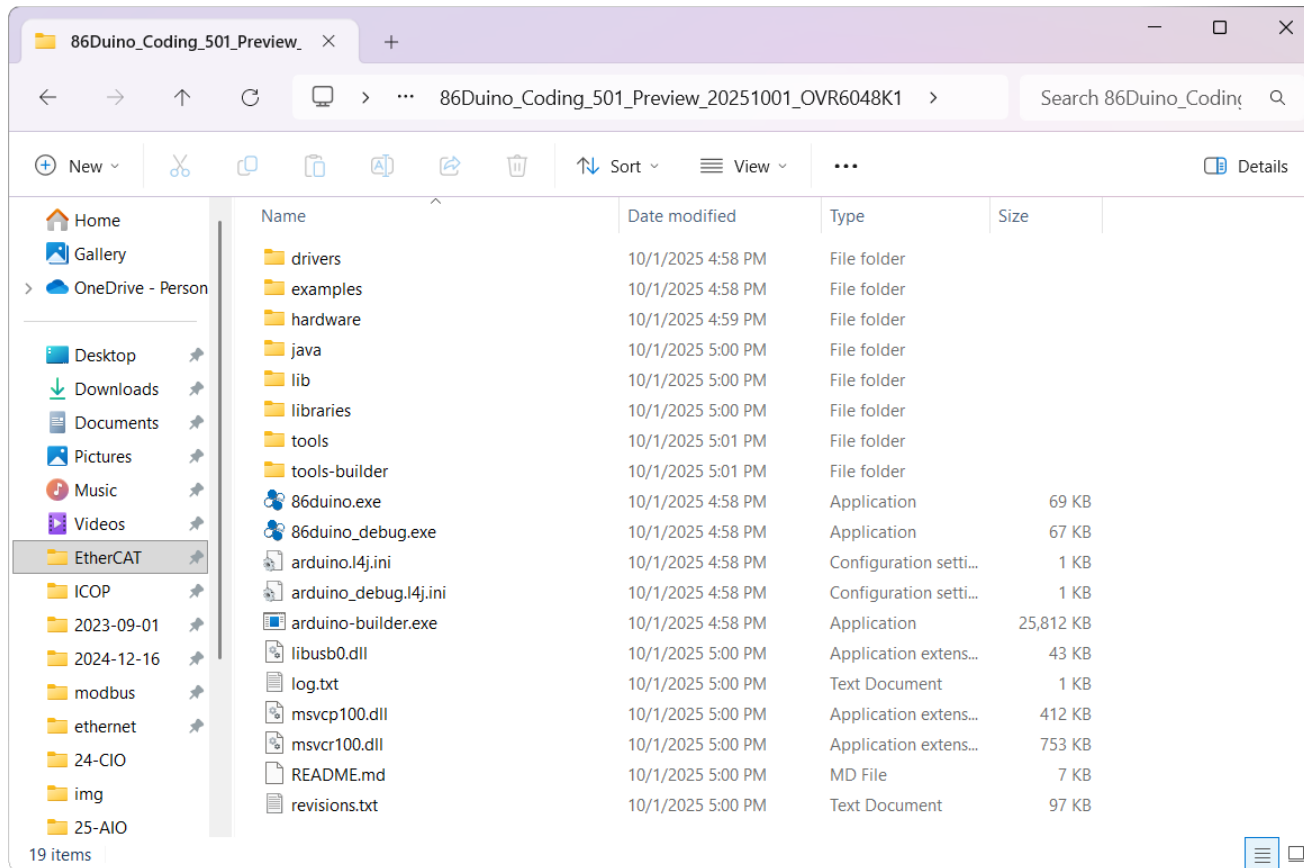 86Duino_Coding_501_Preview_
86Duino_Coding_501_Preview_20251001_OVR6048K1
Search 86Duino_Coding
New
Sort
View
Details
Home
Gallery
OneDrive - Person
Desktop
Downloads
Documents
Pictures
Music
Videos
EtherCAT
ICOP
2023-09-01
2024-12-16
modbus
ethernet
24-CIO
img
25-AIO
Name Date modified Type Size
drivers 10/1/2025 4:58 PM File folder
examples 10/1/2025 4:58 PM File folder
hardware 10/1/2025 4:59 PM File folder
java 10/1/2025 5:00 PM File folder
lib 10/1/2025 5:00 PM File folder
libraries 10/1/2025 5:00 PM File folder
tools 10/1/2025 5:01 PM File folder
tools-builder 10/1/2025 5:01 PM File folder
86duino.exe 10/1/2025 4:58 PM Application 69 KB
86duino_debug.exe 10/1/2025 4:58 PM Application 67 KB
arduino.l4j.ini 10/1/2025 4:58 PM Configuration setti... 1 KB
arduino_debug.l4j.ini 10/1/2025 4:58 PM Configuration setti... 1 KB
arduino-builder.exe 10/1/2025 4:58 PM Application 25,812 KB
libusb0.dll 10/1/2025 5:00 PM Application extens... 43 KB
log.txt 10/1/2025 5:00 PM Text Document 1 KB
msvcp100.dll 10/1/2025 5:00 PM Application extens... 412 KB
msvcr100.dll 10/1/2025 5:00 PM Application extens... 753 KB
README.md 10/1/2025 5:00 PM MD File 7 KB
revisions.txt 10/1/2025 5:00 PM Text Document 97 KB
19 items